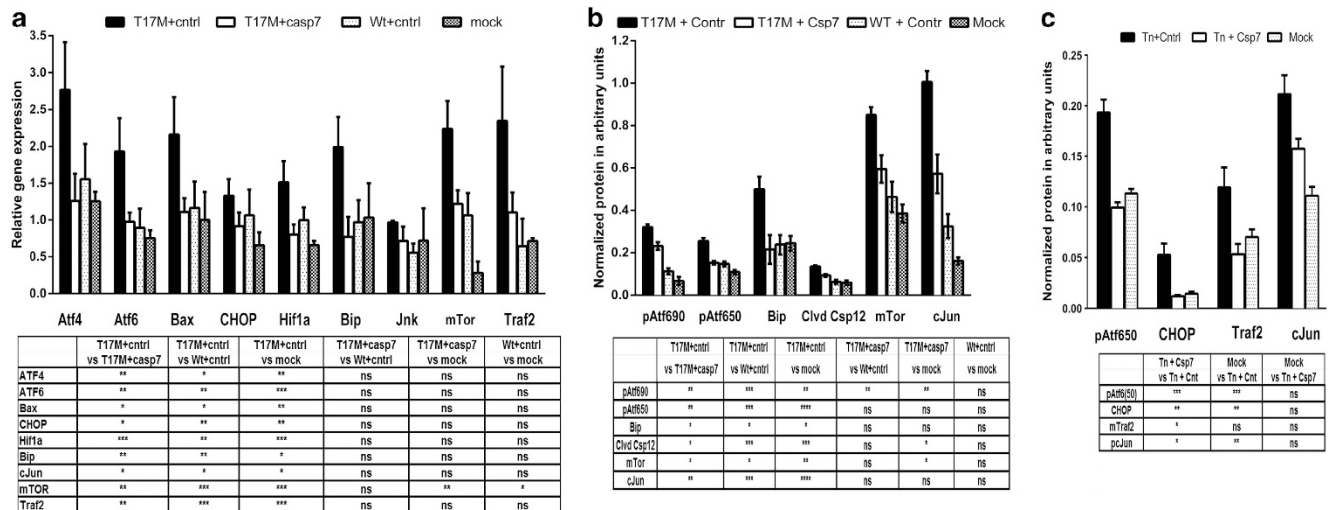 a
T17M+cntrl T17M+casp7 Wt+cntrl mock
Relative gene expression
3.5
3.0
2.5
2.0
1.5
1.0
0.5
0.0
Atf4 Atf6 Bax CHOP Hif1a Bip Jnk mTor Traf2
T17M+cntrl T17M+cntrl T17M+cntrl T17M+casp7 T17M+casp7 Wt+cntrl
vs T17M+casp7 vs Wt+cntrl vs mock vs Wt+cntrl vs mock vs mock
ATF4 ** * ** ns ns ns
ATF6 ** ** *** ns ns ns
Bax * * ** ns ns ns
CHOP * ** ** ns ns ns
Hif1a *** ** *** ns ns ns
Bip ** ** * ns ns ns
cJun * * * ns ns ns
mTOR ** *** *** ns ** *
Traf2 ** *** *** ns ns ns
b
T17M + Contr T17M + Csp7 WT + Contr Mock
Normalized protein in arbitrary units
1.2
1.0
0.8
0.6
0.4
0.2
0.0
pAtf690 pAtf650 Bip Clvd Csp12 mTor cJun
T17M+cntrl T17M+cntrl T17M+cntrl T17M+casp7 T17M+casp7 Wt+cntrl
vs T17M+casp7 vs Wt+cntrl vs mock vs Wt+cntrl vs mock vs mock
pAtf690 ** *** ** ** ** ns
pAtf650 ** *** **** ns ns ns
Bip * * * ns ns ns
Clvd Csp12 * *** *** ns * ns
mTor * * ** ns * ns
cJun ** *** **** ns ns ns
c
Tn+Cntrl Tn + Csp7 Mock
Normalized protein in arbitrary units
0.25
0.20
0.15
0.10
0.05
0.00
pAtf650 CHOP Traf2 cJun
Tn + Csp7 Mock Mock
vs Tn + Cnt vs Tn + Cnt vs Tn + Csp7
pAtf6(50) *** *** ns
CHOP ** ** ns
mTraf2 * ns ns
pcJun * ** ns